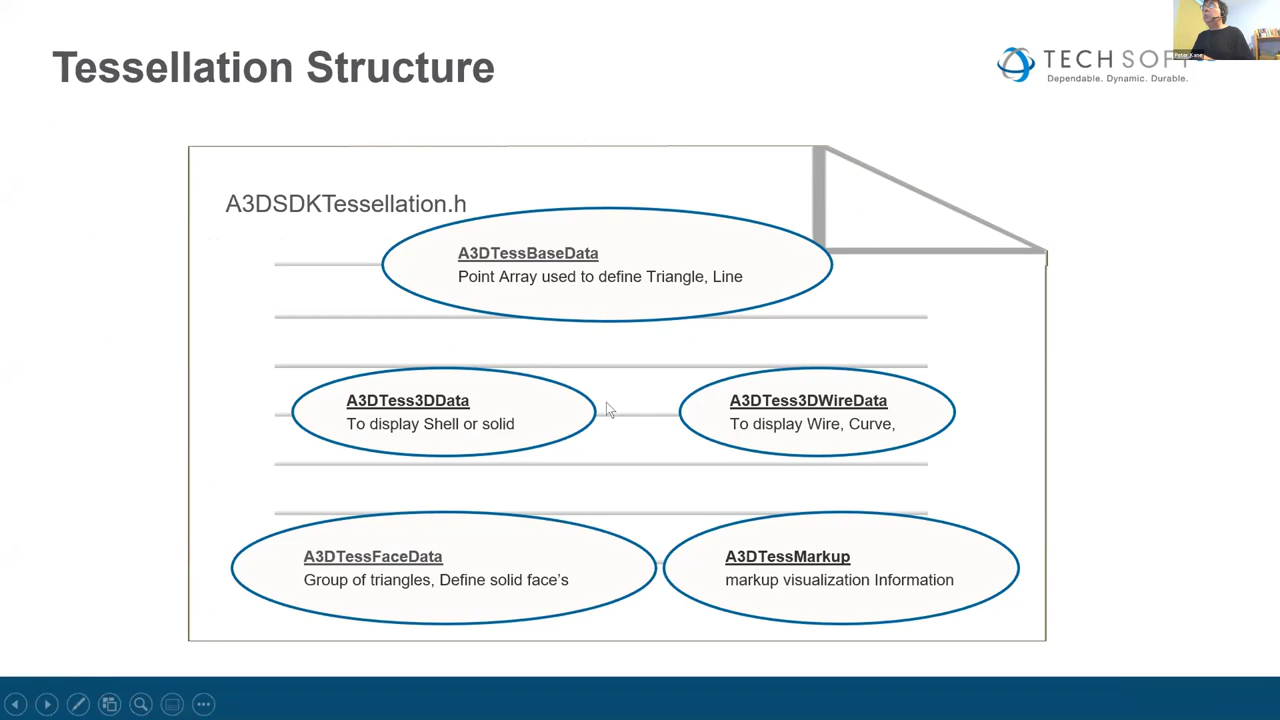 Tessellation Structure
TECH SOFT
Dependable. Dynamic. Durable.
Peter Kane
A3DSDKTessellation.h
A3DTessBaseData
Point Array used to define Triangle, Line
A3DTess3DData
To display Shell or solid
A3DTess3DWireData
To display Wire, Curve,
A3DTessFaceData
Group of triangles, Define solid face's
A3DTessMarkup
markup visualization Information